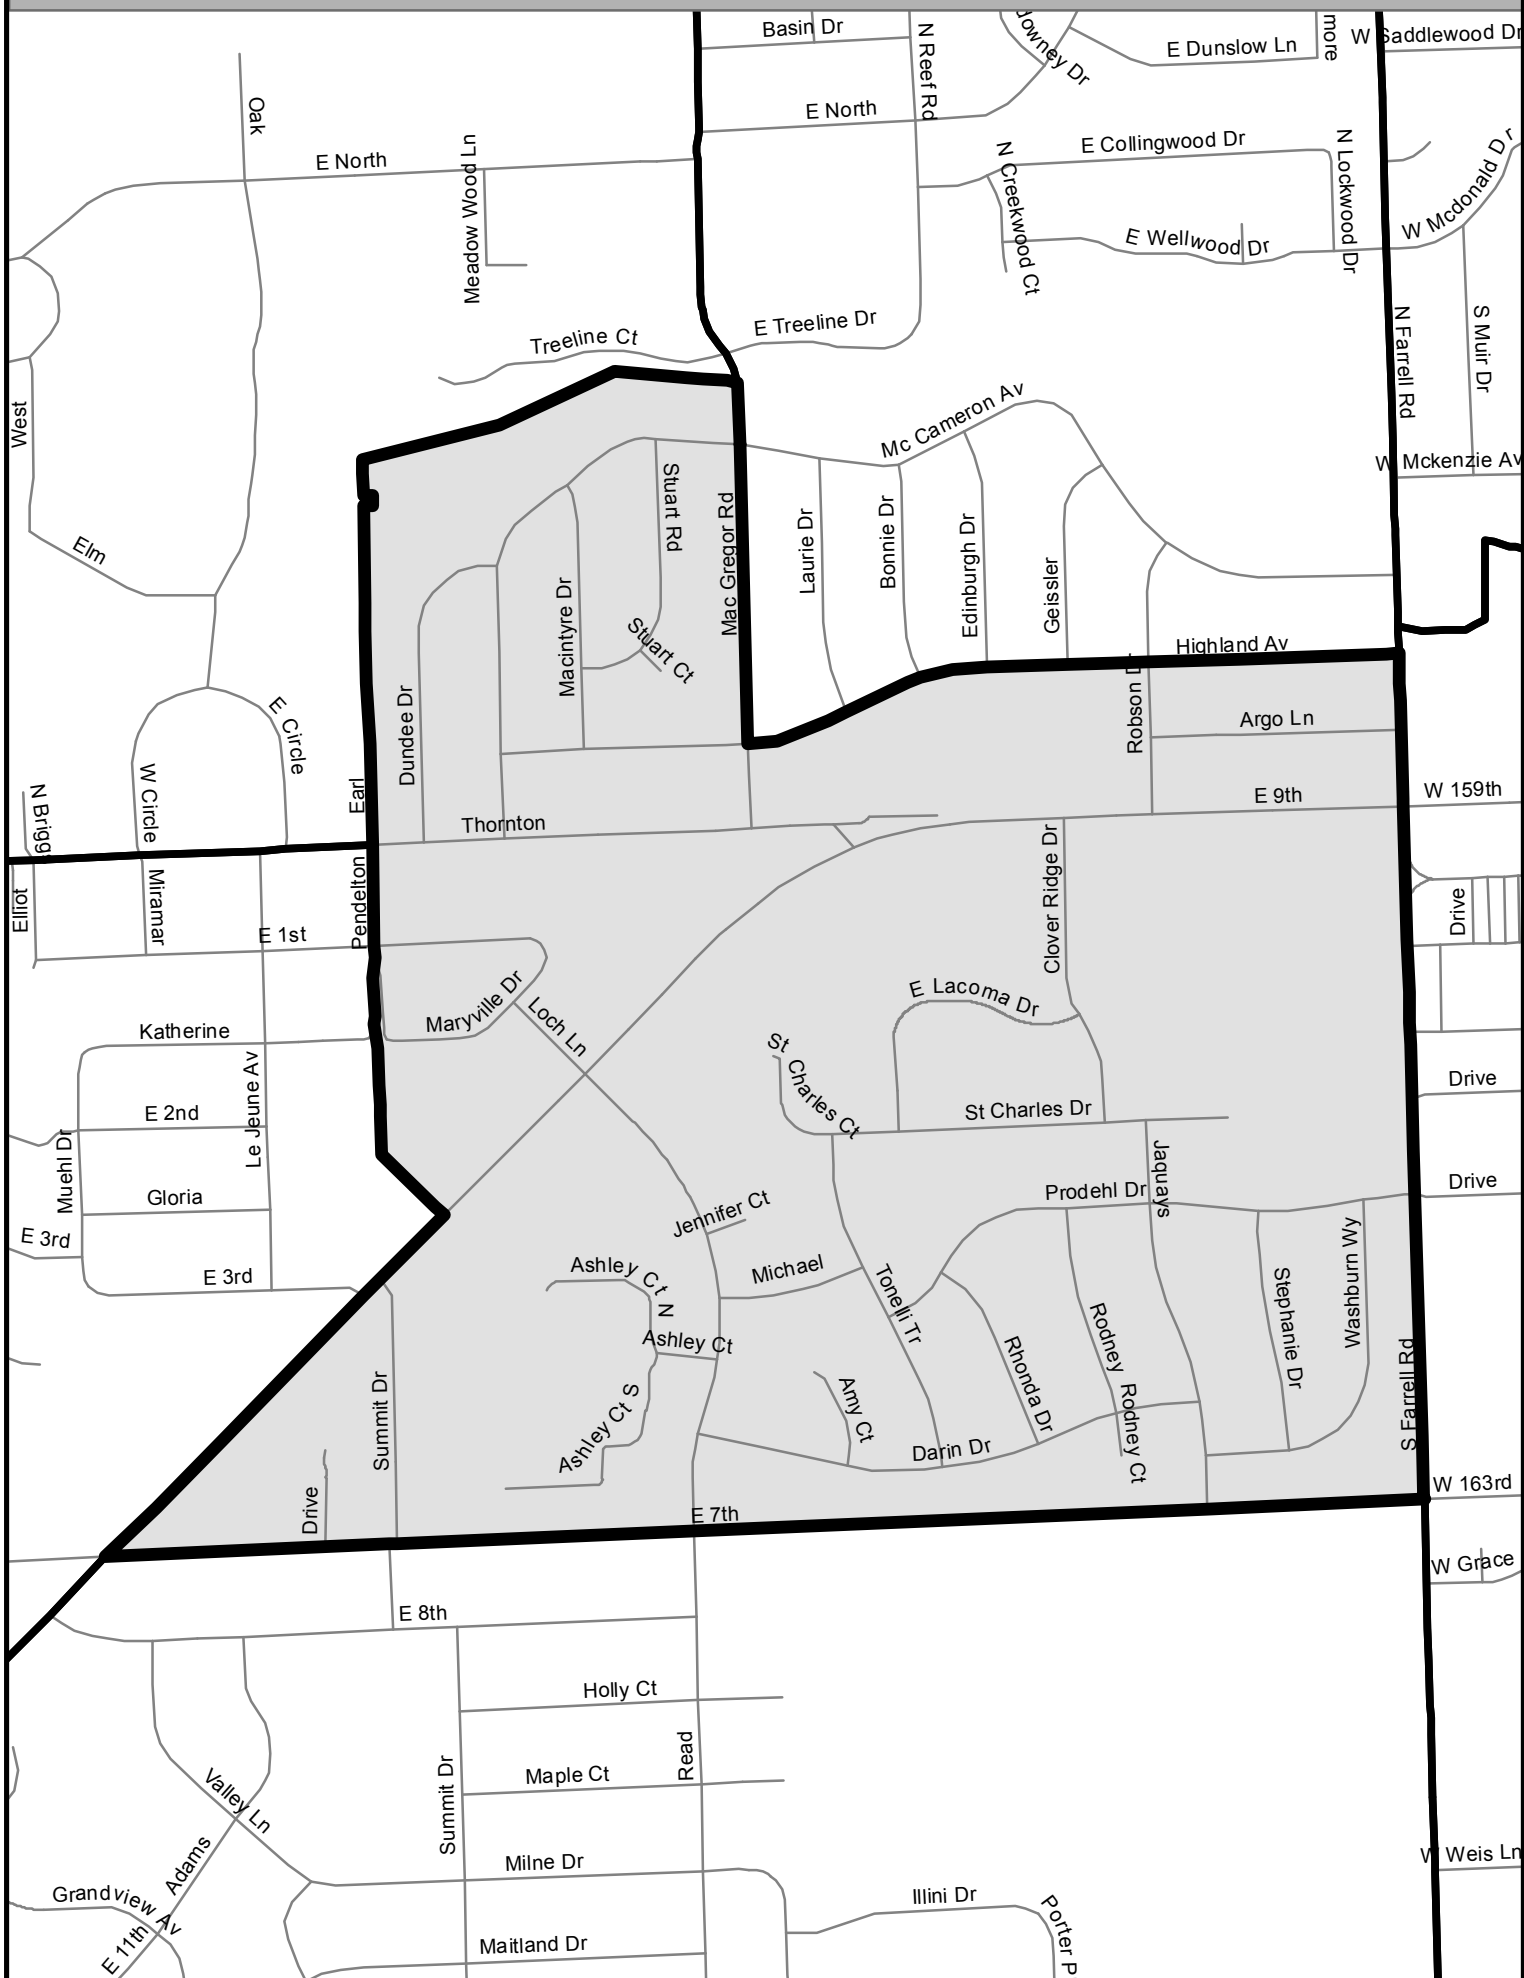 Basin Dr
N Reef Rd
downey Dr
E Dunslow Ln
more
W Saddlewood Dr
Oak
E North
E North
Meadow Wood Ln
N Creekwood Ct
E Collingwood Dr
N Lockwood Dr
W Mcdonald Dr
E Wellwood Dr
Treeline Ct
E Treeline Dr
N Farrell Rd
S Muir Dr
West
Mc Cameron Av
W Mckenzie Av
Elm
Stuart Rd
Mac Gregor Rd
Laurie Dr
Bonnie Dr
Edinburgh Dr
Geissler
Macintyre Dr
Stuart Ct
Highland Av
Dundee Dr
E Circle
Robson Dr
Argo Ln
N Briggs
W Circle
Earl
Thornton
E 9th
W 159th
Elliot
Miramar
Pendelton
E 1st
Clover Ridge Dr
Drive
Maryville Dr
Loch Ln
E Lacoma Dr
Katherine
Le Jeune Av
St Charles Ct
St Charles Dr
Drive
E 2nd
Muehl Dr
Jaquays
Gloria
Jennifer Ct
Prodehl Dr
Drive
E 3rd
E 3rd
Ashley Ct N
Michael
Tonelli Tr
Stephanie Dr
Washburn Wy
Ashley Ct
Rodney
Rhonda Dr
S Farrell Rd
Summit Dr
Ashley Ct S
Amy Ct
Rodney Ct
Darin Dr
Drive
E 7th
W 163rd
W Grace
E 8th
Holly Ct
Read
Summit Dr
Maple Ct
Valley Ln
Adams
Milne Dr
W Weis Ln
Grandview Av
Illini Dr
Porter P
E 11th
Maitland Dr